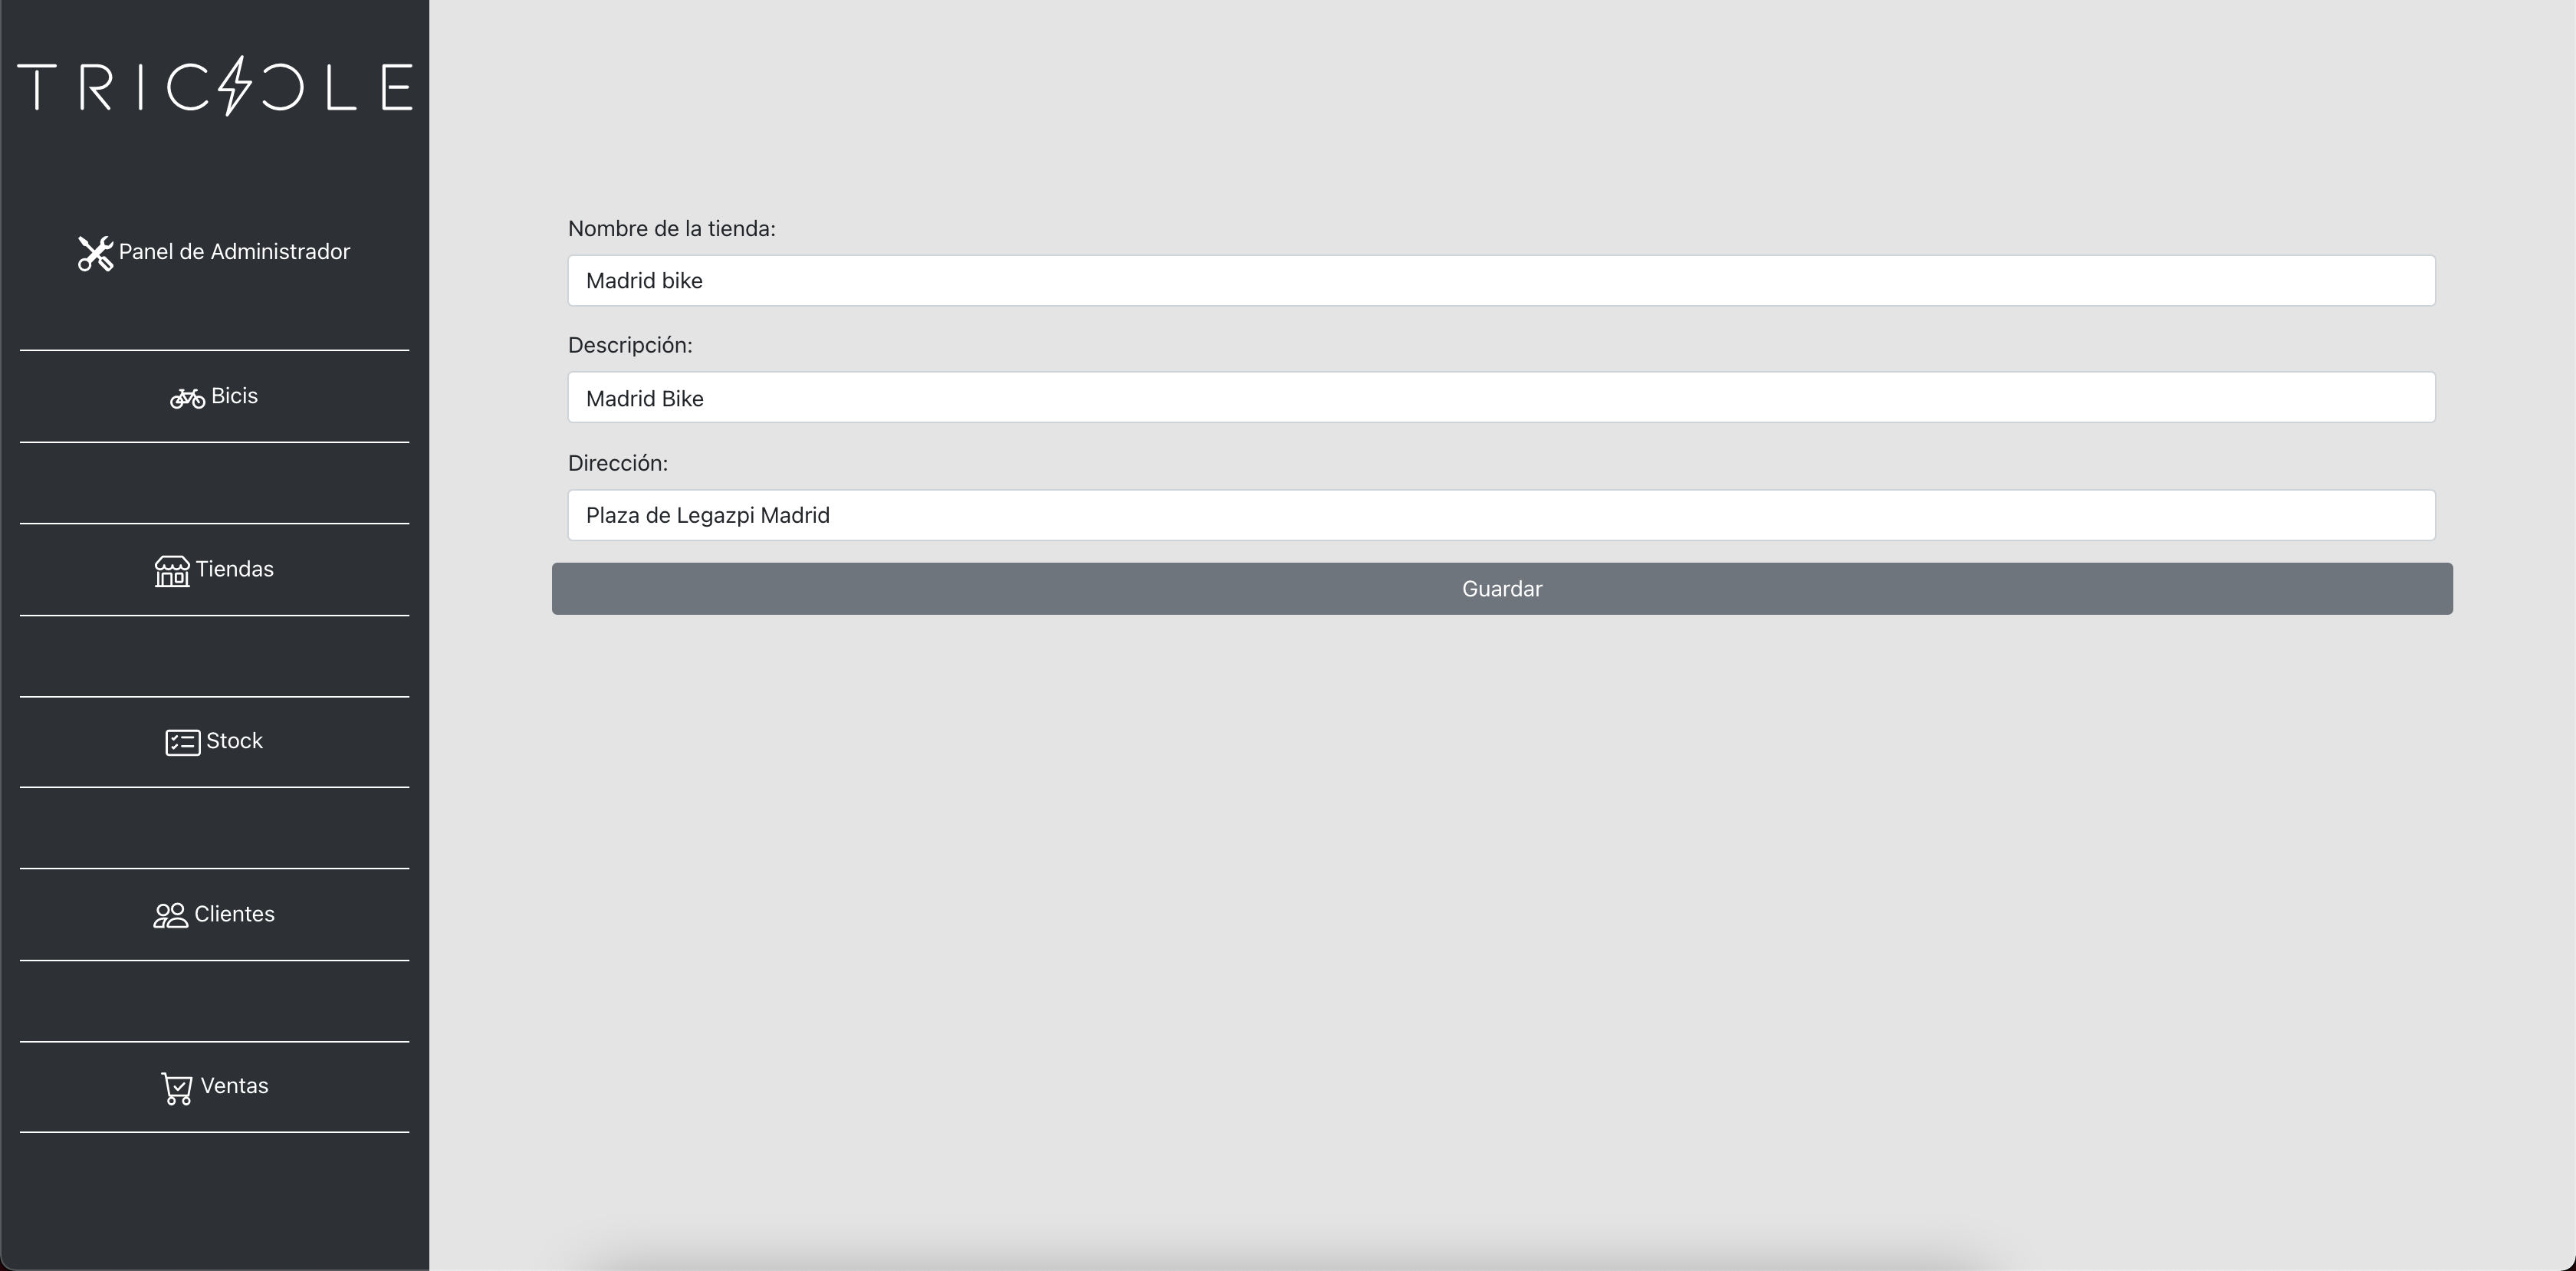 TRICCLE
Panel de Administrador
Bicis
Tiendas
Stock
Clientes
Ventas
Nombre de la tienda:
Madrid bike
Descripción:
Madrid Bike
Dirección:
Plaza de Legazpi Madrid
Guardar